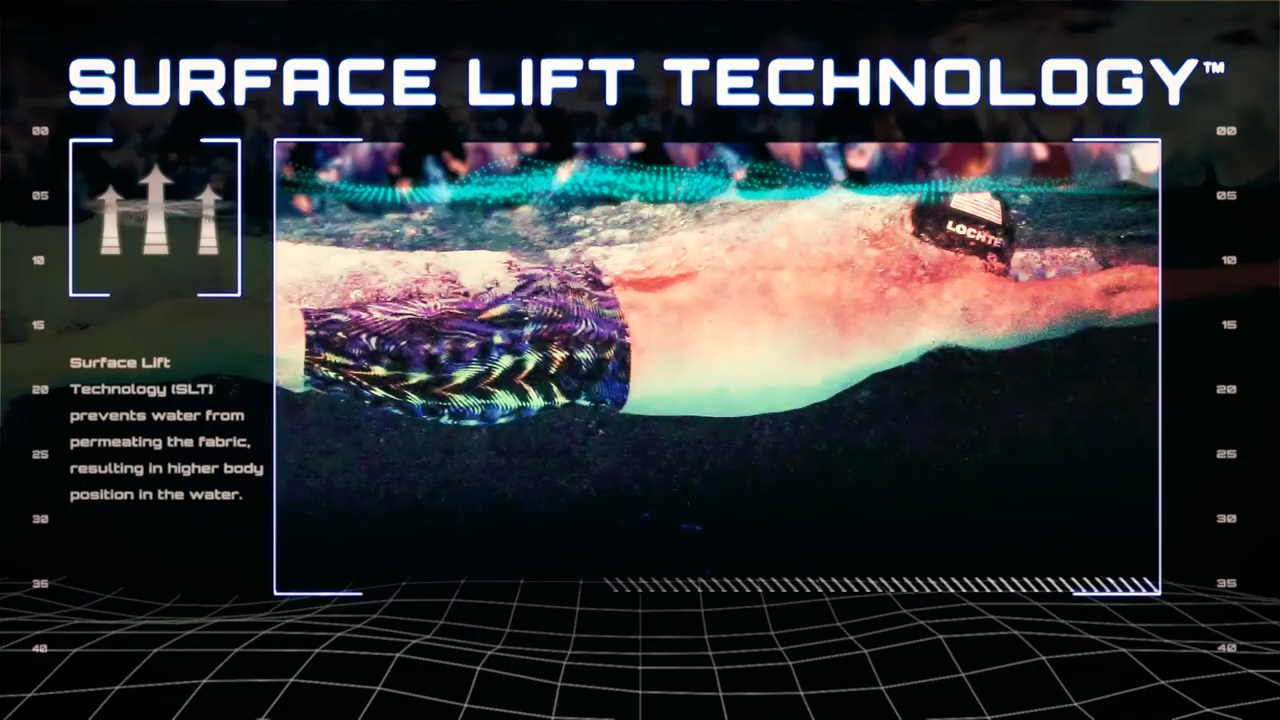 SURFACE LIFT TECHNOLOGY™
00
05
10
15
20
25
30
35
40
Surface Lift
Technology (SLT)
prevents water from
permeating the fabric,
resulting in higher body
position in the water.
LOCHTE
00
05
10
15
20
25
30
35
40